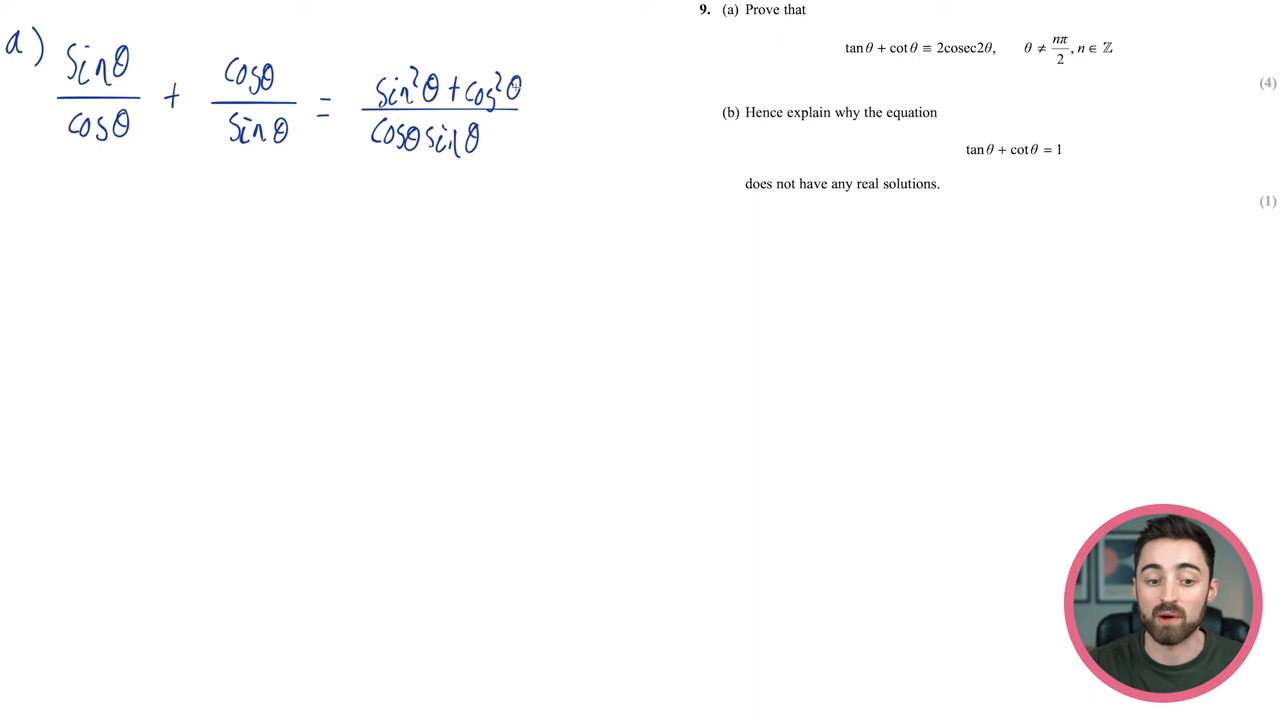 a) sinθ/cosθ + cosθ/sinθ = sin²θ + cos²θ/cosθ sinθ
9. (a) Prove that
tan θ + cot θ ≡ 2cosec2θ, θ ≠ nπ/2, n ∈ ℤ
(4)
(b) Hence explain why the equation
tan θ + cot θ = 1
does not have any real solutions.
(1)